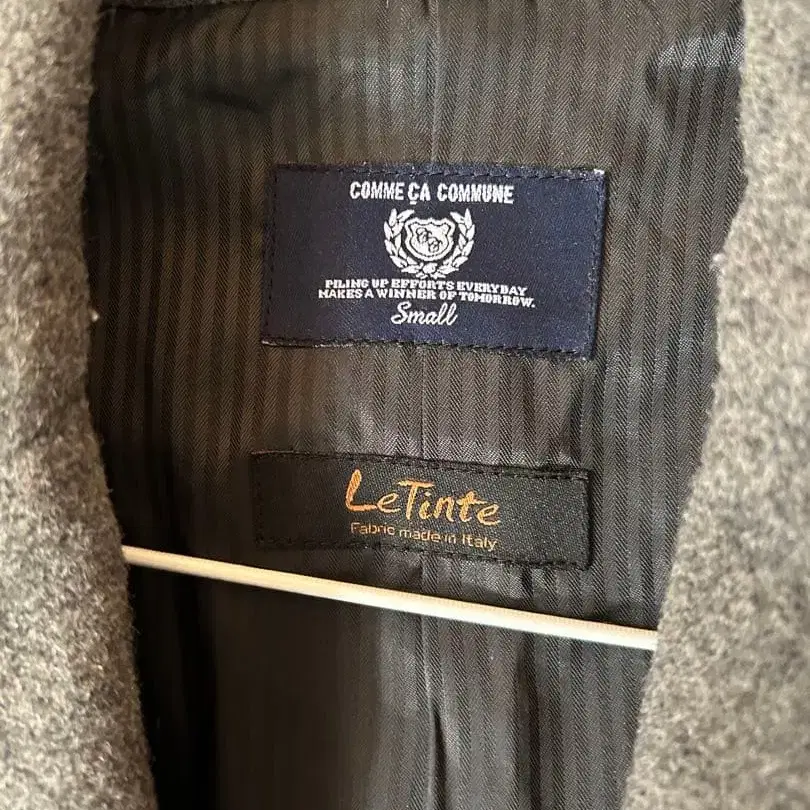 COMME ÇA COMMUNE
PILING UP EFFORTS EVERYDAY
MAKES A WINNER OF TOMORROW.
Small
LeTinte
Fabric made in Italy